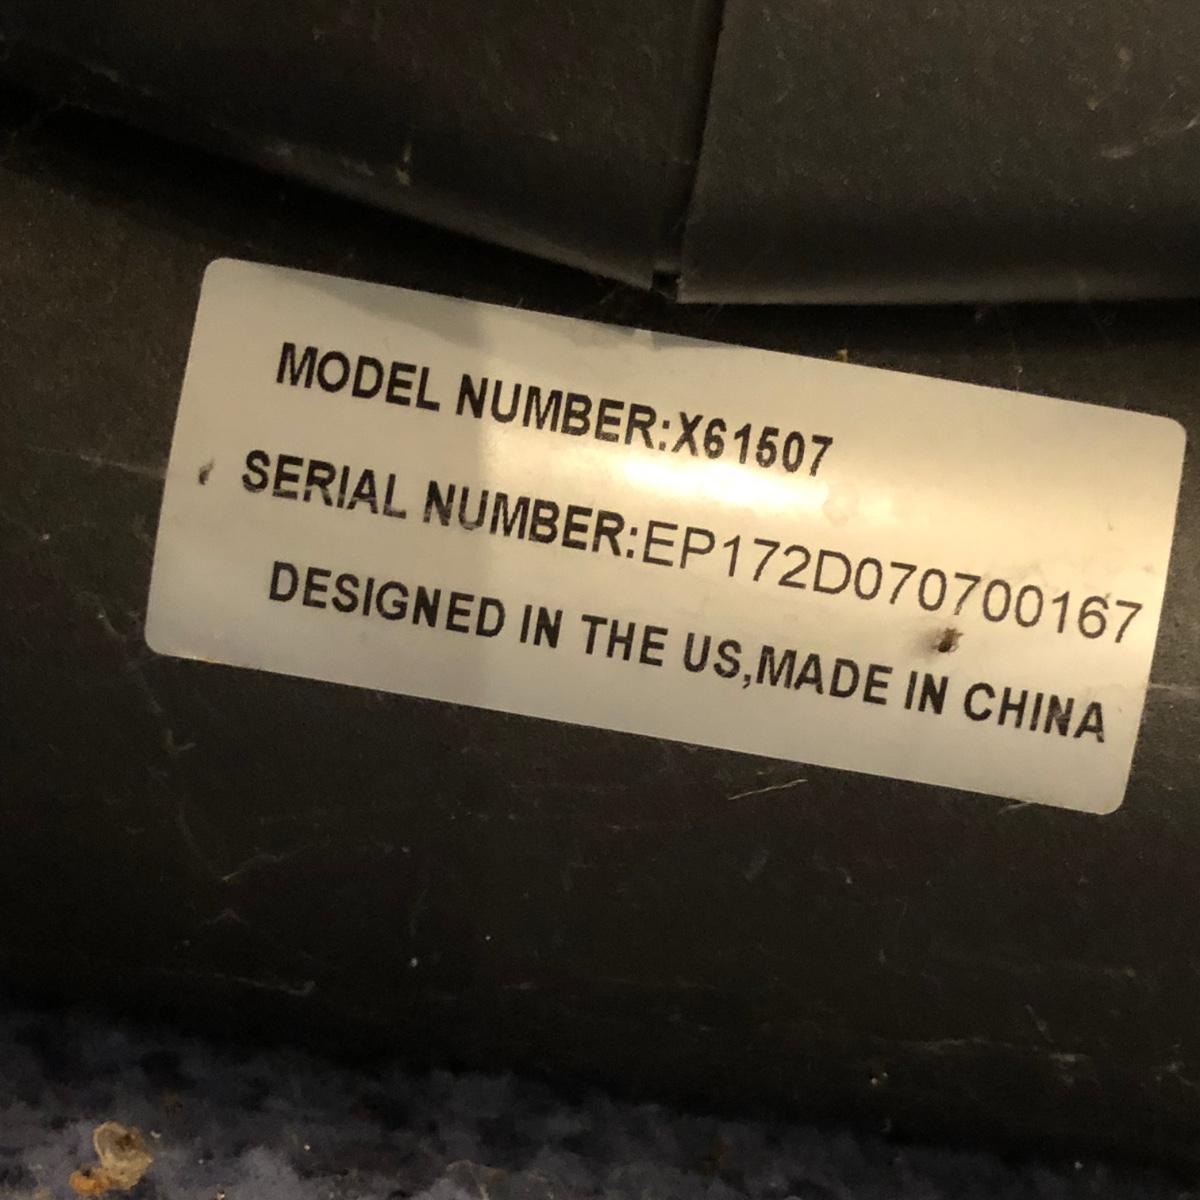 MODEL NUMBER:X61507
SERIAL NUMBER:EP172D070700167
DESIGNED IN THE US,MADE IN CHINA